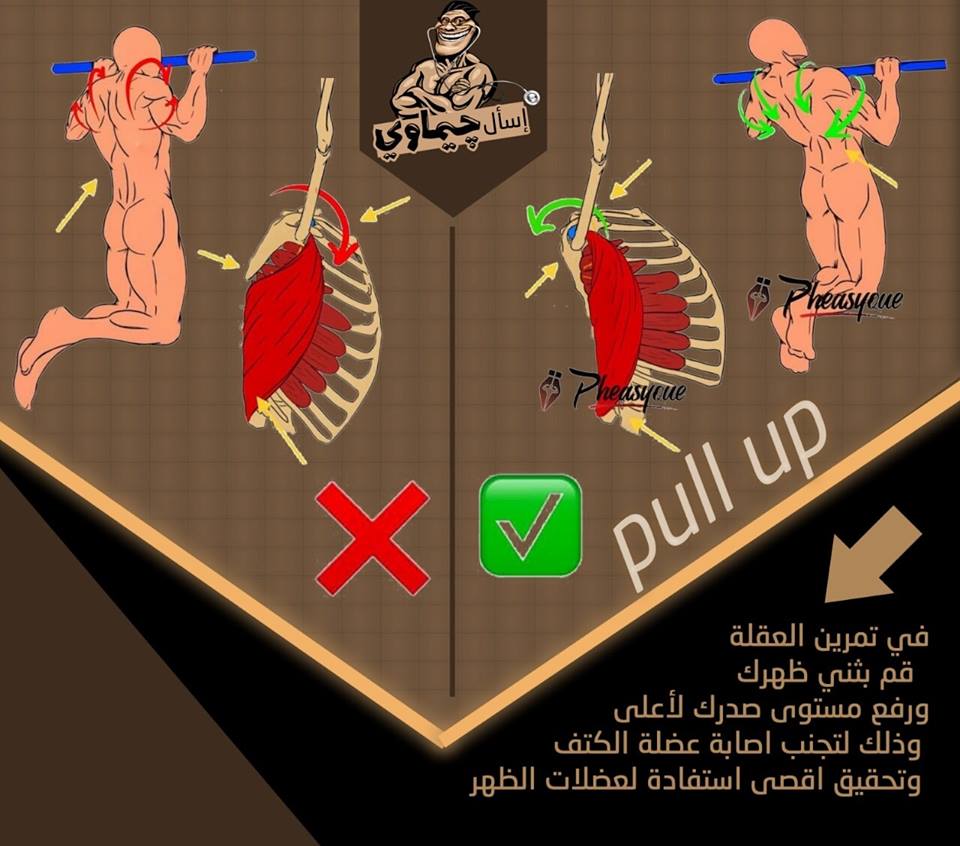 إسأل چيماوي
Pheasyque
Pheasyque
pull up
في تمرين العقلة
قم بثني ظهرك
ورفع مستوى صدرك لأعلى
وذلك لتجنب اصابة عضلة الكتف
وتحقيق اقصى استفادة لعضلات الظهر